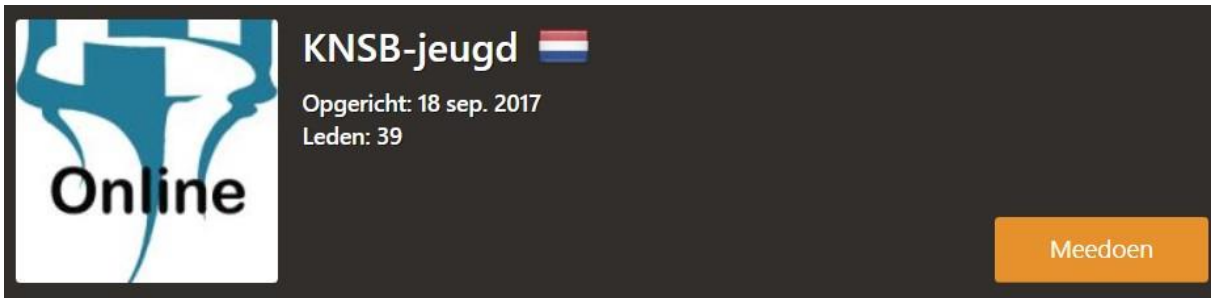 KNSB-jeugd
Opgericht: 18 sep. 2017
Leden: 39
Online
Meedoen